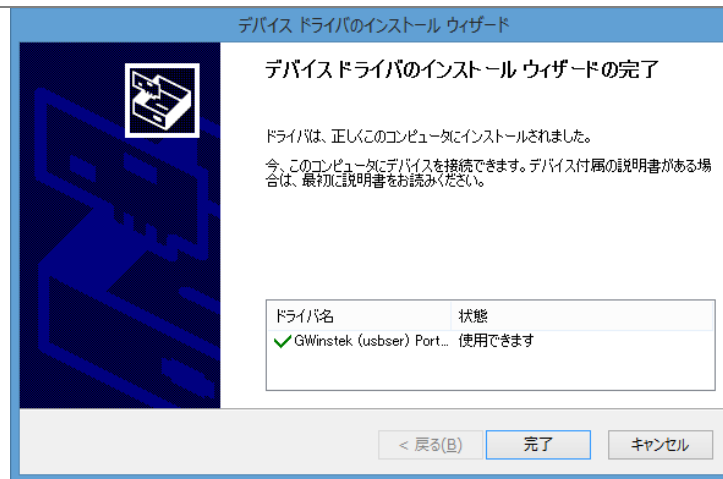 デバイス ドライバのインストール ウィザード
デバイス ドライバのインストール ウィザードの完了
ドライバは、正しくこのコンピュータにインストールされました。
今、このコンピュータにデバイスを接続できます。デバイス付属の説明書がある場
合は、最初に説明書をお読みください。
ドライバ名 状態
GWinstek (usbser) Port... 使用できます
< 戻る(B) 完了 キャンセル